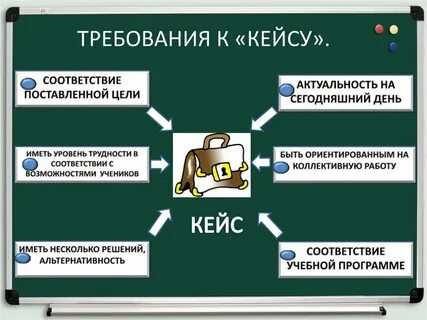 ТРЕБОВАНИЯ К «КЕЙСУ».
СООТВЕТСТВИЕ
ПОСТАВЛЕННОЙ ЦЕЛИ
АКТУАЛЬНОСТЬ НА
СЕГОДНЯШНИЙ ДЕНЬ
ИМЕТЬ УРОВЕНЬ ТРУДНОСТИ В
СООТВЕТСТВИИ С
ВОЗМОЖНОСТЯМИ УЧЕНИКОВ
БЫТЬ ОРИЕНТИРОВАННЫМ НА
КОЛЛЕКТИВНУЮ РАБОТУ
КЕЙС
ИМЕТЬ НЕСКОЛЬКО РЕШЕНИЙ,
АЛЬТЕРНАТИВНОСТЬ
СООТВЕТСТВИЕ
УЧЕБНОЙ ПРОГРАММЕ